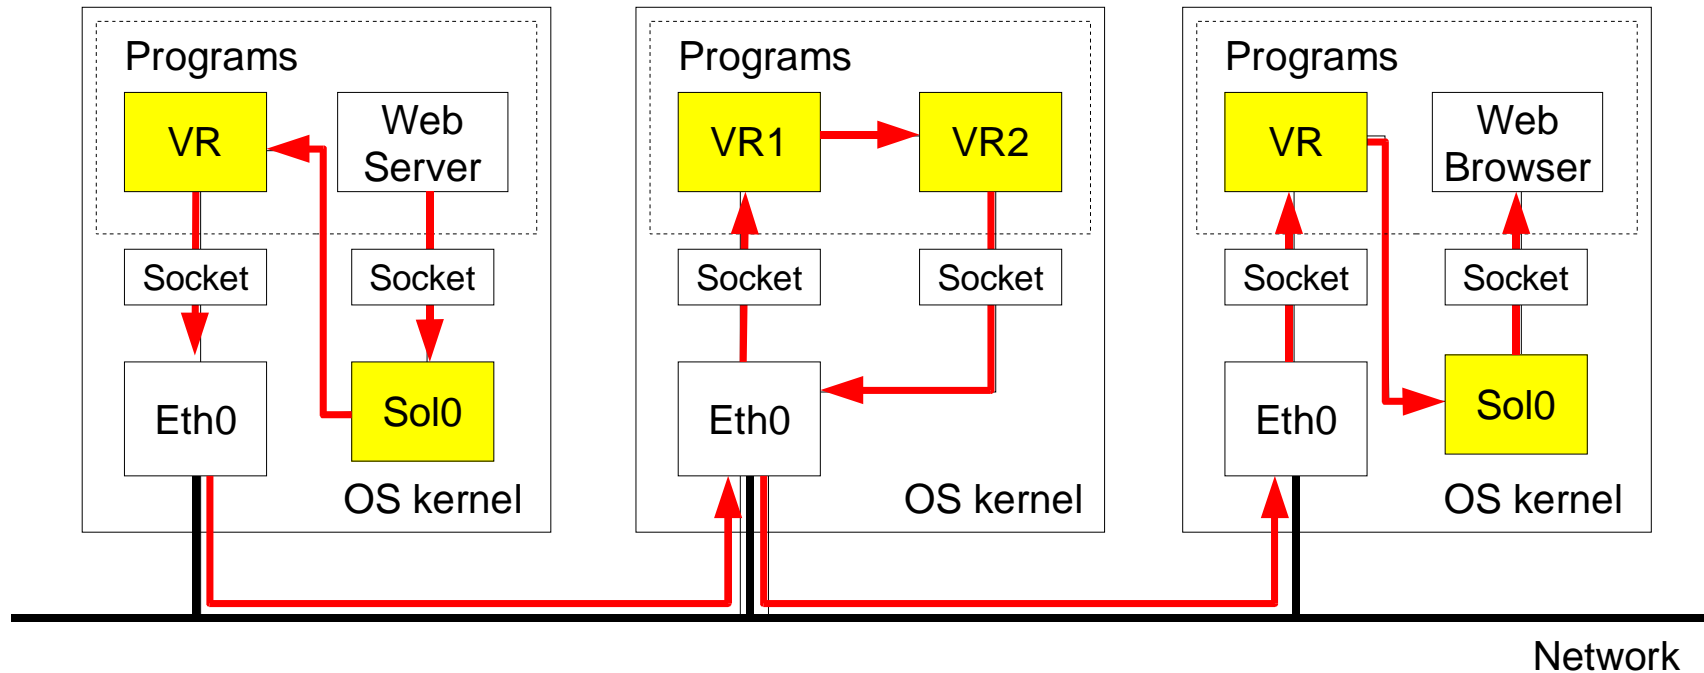 Programs
VR
Web
Server
Socket
Socket
Eth0
Sol0
OS kernel
Programs
VR1
VR2
Socket
Socket
Eth0
OS kernel
Programs
VR
Web
Browser
Socket
Socket
Eth0
Sol0
OS kernel
Network